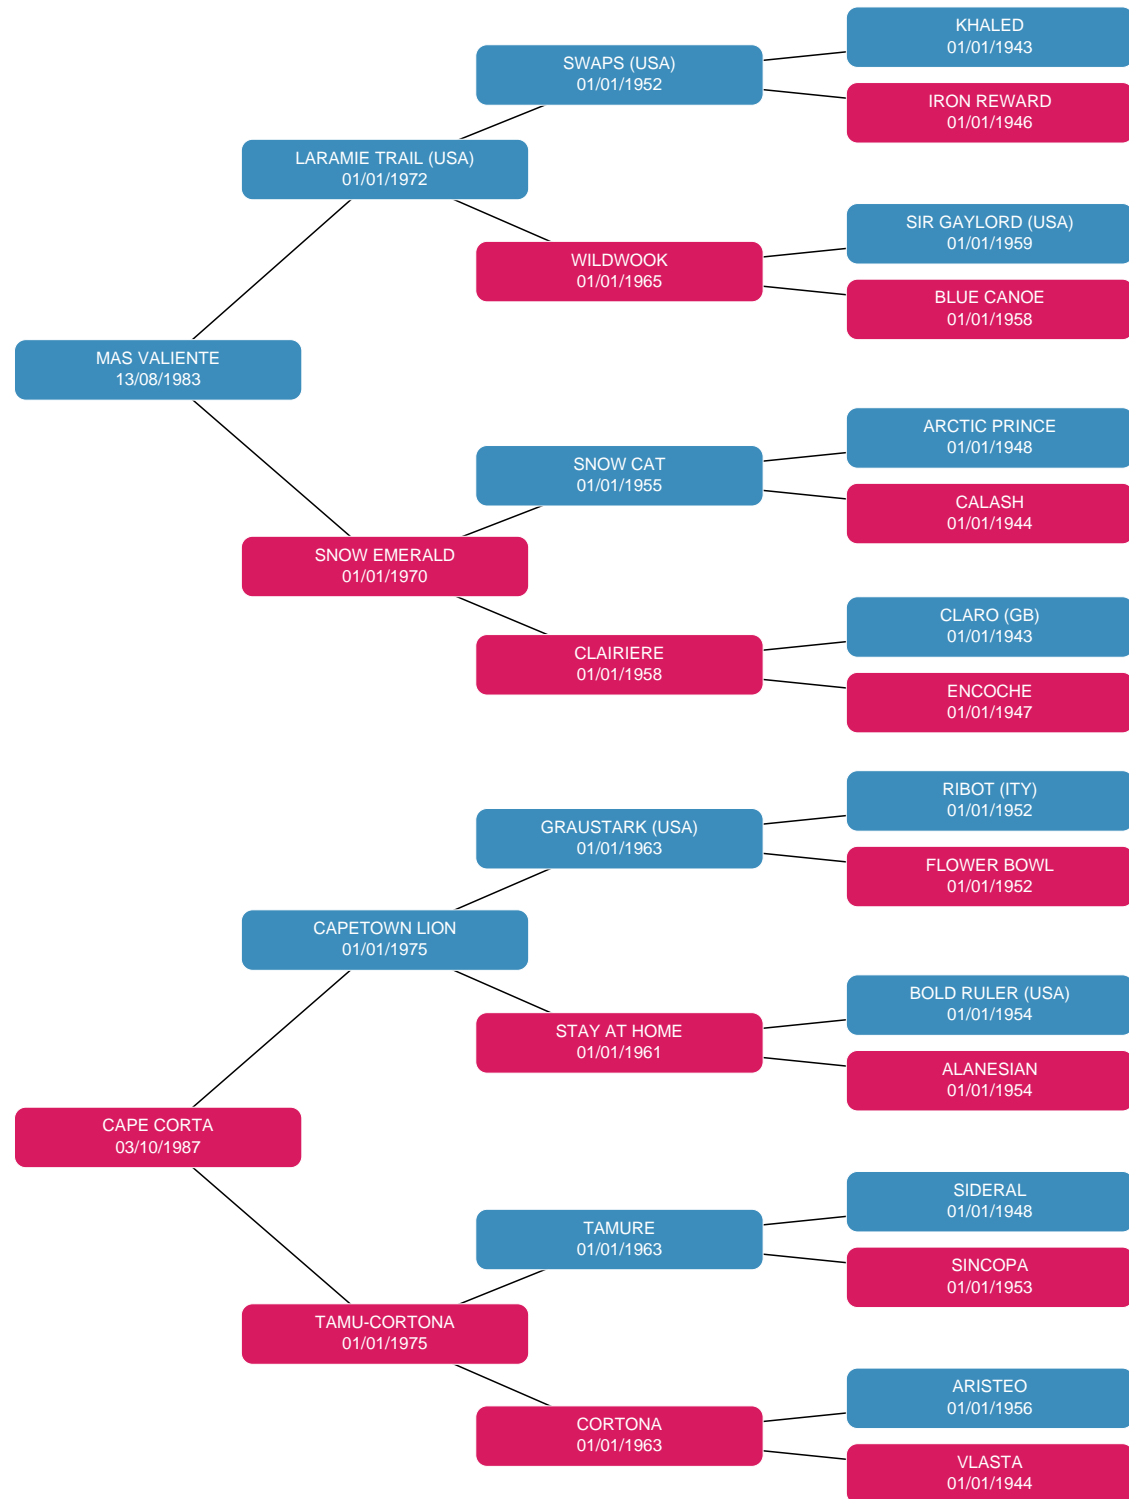 KHALED
01/01/1943
SWAPS (USA)
01/01/1952
IRON REWARD
01/01/1946
LARAMIE TRAIL (USA)
01/01/1972
SIR GAYLORD (USA)
01/01/1959
WILDWOOK
01/01/1965
BLUE CANOE
01/01/1958
MAS VALIENTE
13/08/1983
ARCTIC PRINCE
01/01/1948
SNOW CAT
01/01/1955
CALASH
01/01/1944
SNOW EMERALD
01/01/1970
CLARO (GB)
01/01/1943
CLAIRIERE
01/01/1958
ENCOCHE
01/01/1947
RIBOT (ITY)
01/01/1952
GRAUSTARK (USA)
01/01/1963
FLOWER BOWL
01/01/1952
CAPETOWN LION
01/01/1975
BOLD RULER (USA)
01/01/1954
STAY AT HOME
01/01/1961
ALANESIAN
01/01/1954
CAPE CORTA
03/10/1987
SIDERAL
01/01/1948
TAMURE
01/01/1963
SINCOPA
01/01/1953
TAMU-CORTONA
01/01/1975
ARISTEO
01/01/1956
CORTONA
01/01/1963
VLASTA
01/01/1944